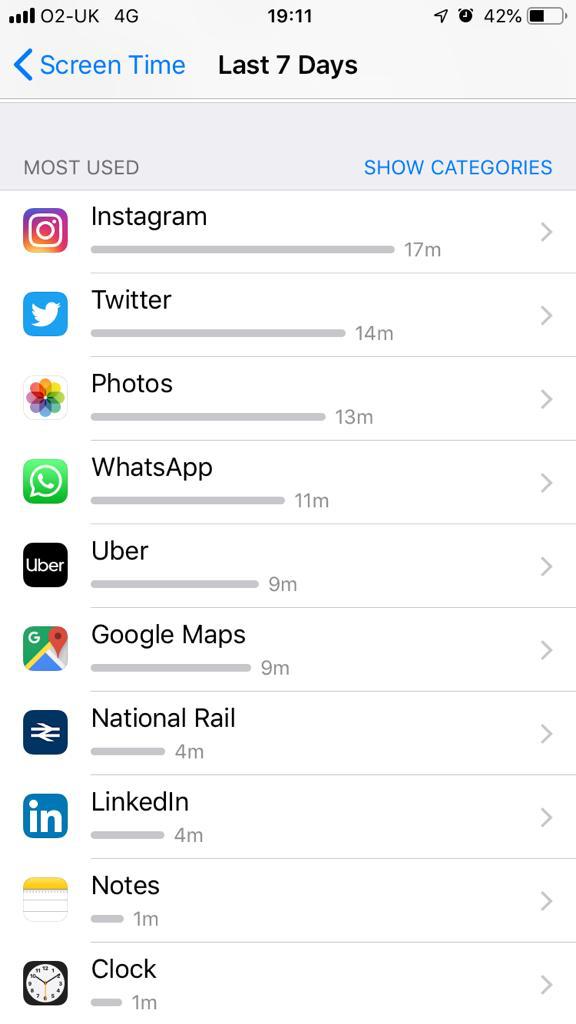 O2-UK 4G 19:11 42%
Screen Time Last 7 Days
MOST USED SHOW CATEGORIES
Instagram
17m
Twitter
14m
Photos
13m
WhatsApp
11m
Uber
Uber
9m
Google Maps
G
9m
National Rail
4m
LinkedIn
in
4m
Notes
1m
Clock
1m